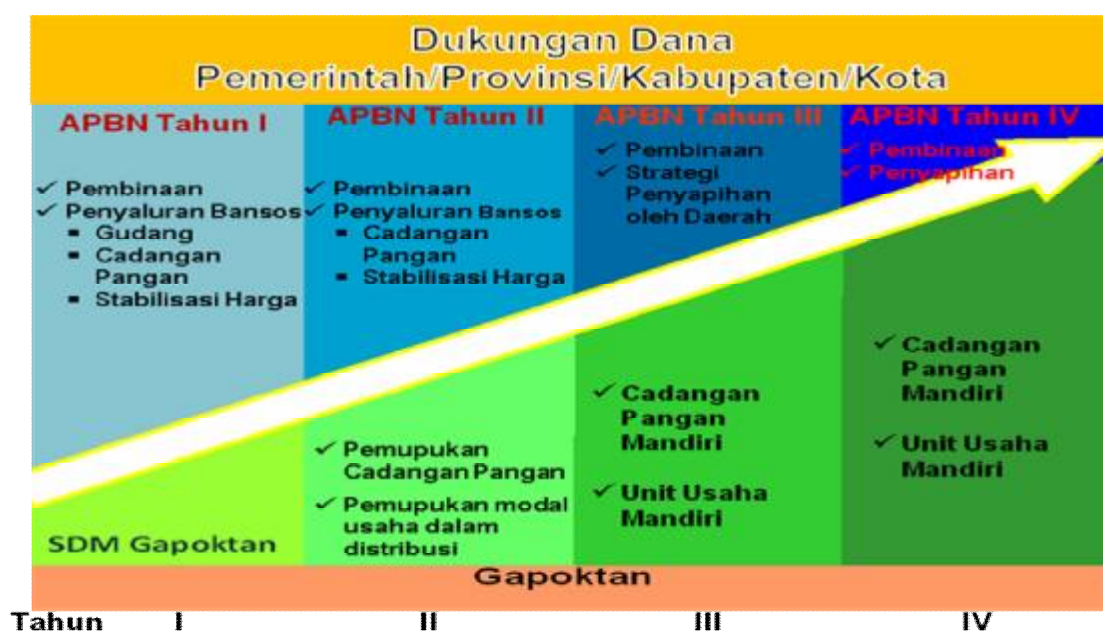 Dukungan Dana
Pemerintah/Provinsi/Kabupaten/Kota
APBN Tahun I
✓ Pembinaan
✓ Penyaluran Bansos
▪ Gudang
▪ Cadangan
Pangan
▪ Stabilisasi Harga
SDM Gapoktan
APBN Tahun II
✓ Pembinaan
✓ Penyaluran Bansos
▪ Cadangan
Pangan
▪ Stabilisasi Harga
✓ Pemupukan
Cadangan Pangan
✓ Pemupukan modal
usaha dalam
distribusi
APBN Tahun III
✓ Pembinaan
✓ Strategi
Penyapihan
oleh Daerah
✓ Cadangan
Pangan
Mandiri
✓ Unit Usaha
Mandiri
APBN Tahun IV
✓ Pembinaan
✓ Penyapihan
✓ Cadangan
Pangan
Mandiri
✓ Unit Usaha
Mandiri
Gapoktan
Tahun I II III IV